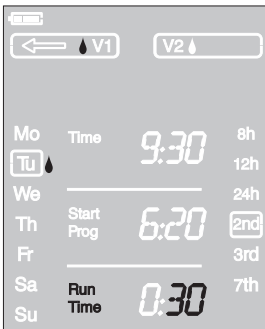 V1 V2
Mo Time 9:30 8h
Tu 12h
We 24h
Th Start Prog 6:20 2nd
Fr 3rd
Sa Run Time 0:30 7th
Su